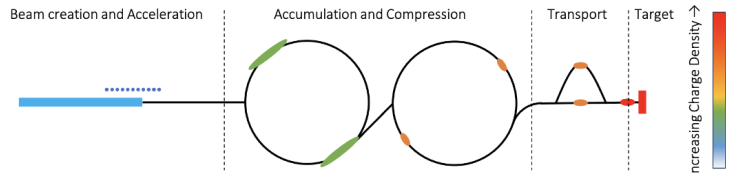 Beam creation and Acceleration
Accumulation and Compression
Transport
Target
ncreasing Charge Density →